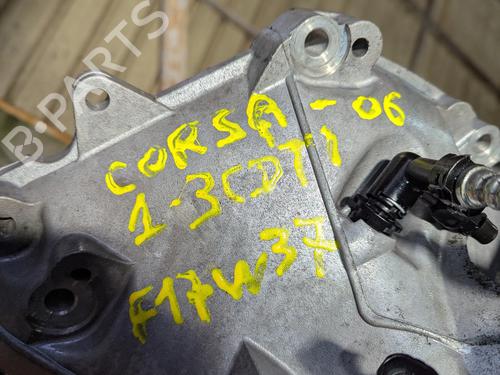 B-PARTS
CORSA -06
1.3CDTI
F17W37